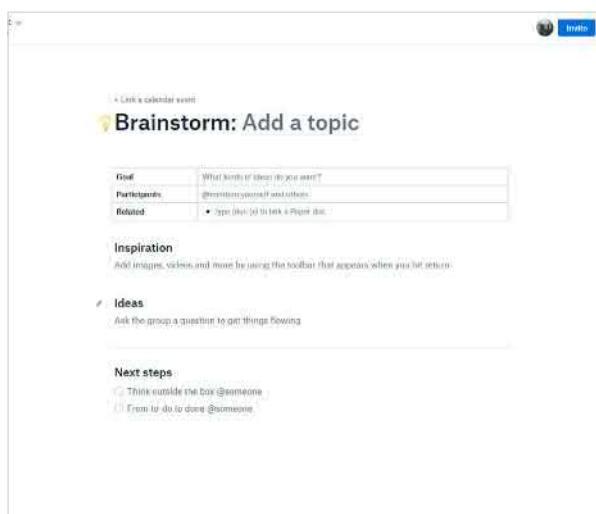 Invite
+ Link a calendar event
Brainstorm: Add a topic
Goal What kinds of ideas do you want?
Participants @mention yourself and others
Related • Type plus (+) to link a Paper doc
Inspiration
Add images, videos and more by using the toolbar that appears when you hit return
Ideas
Ask the group a question to get things flowing
Next steps
Think outside the box @someone
From to-do to done @someone